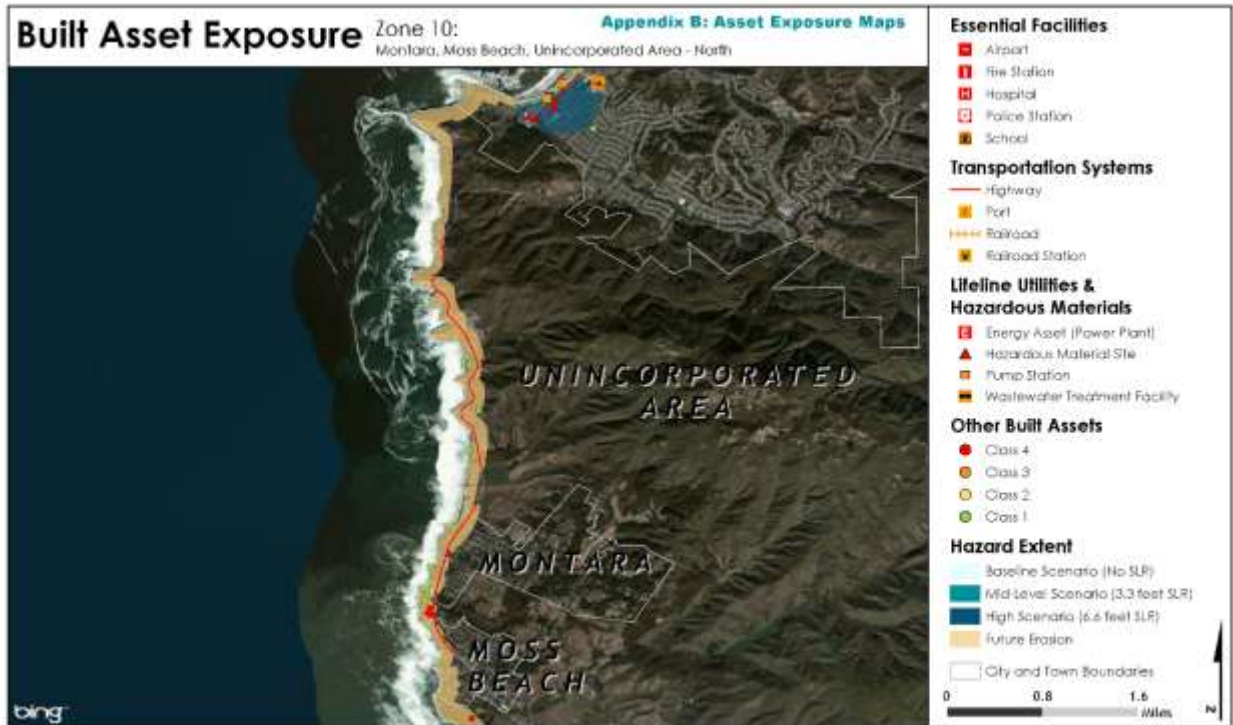 Built Asset Exposure
Zone 10:
Montara, Moss Beach, Unincorporated Area - North
Appendix B: Asset Exposure Maps
UNINCORPORATED
AREA
MONTARA
MOSS
BEACH
bing
Essential Facilities
Airport
Fire Station
H Hospital
Police Station
School
Transportation Systems
Highway
Port
Railroad
Railroad Station
Lifeline Utilities &
Hazardous Materials
E Energy Asset (Power Plant)
Hazardous Material Site
Pump Station
Wastewater Treatment Facility
Other Built Assets
Class 4
Class 3
Class 2
Class 1
Hazard Extent
Baseline Scenario (No SLR)
Mid-Level Scenario (3.3 feet SLR)
High Scenario (6.6 feet SLR)
Future Erosion
City and Town Boundaries
0 0.8 1.6
Miles
N